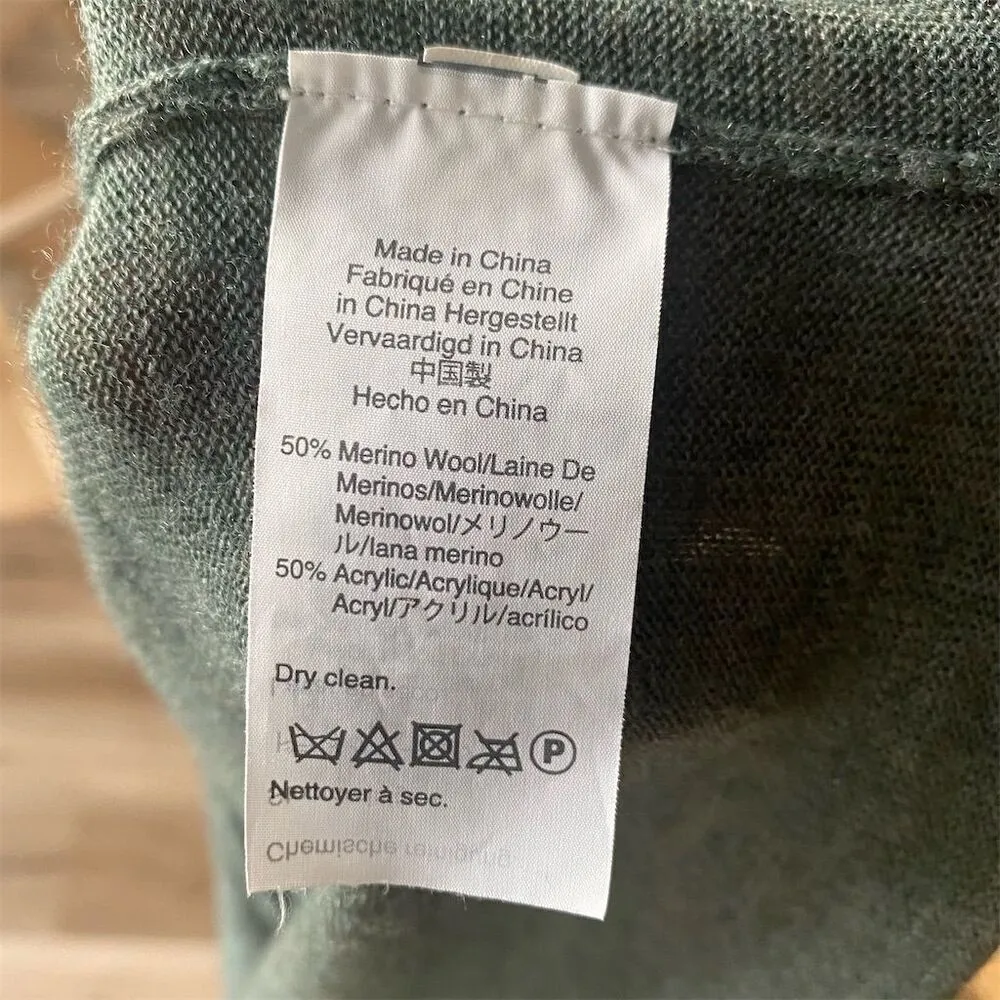 Made in China
Fabriqué en Chine
in China Hergestellt
Vervaardigd in China
中国製
Hecho en China
50% Merino Wool/Laine De
Merinos/Merinowolle/
Merinowol/メリノウー
ル/lana merino
50% Acrylic/Acrylique/Acryl/
Acryl/アクリル/acrílico
Dry clean.
P
Nettoyer à sec.
Chemische reinigung